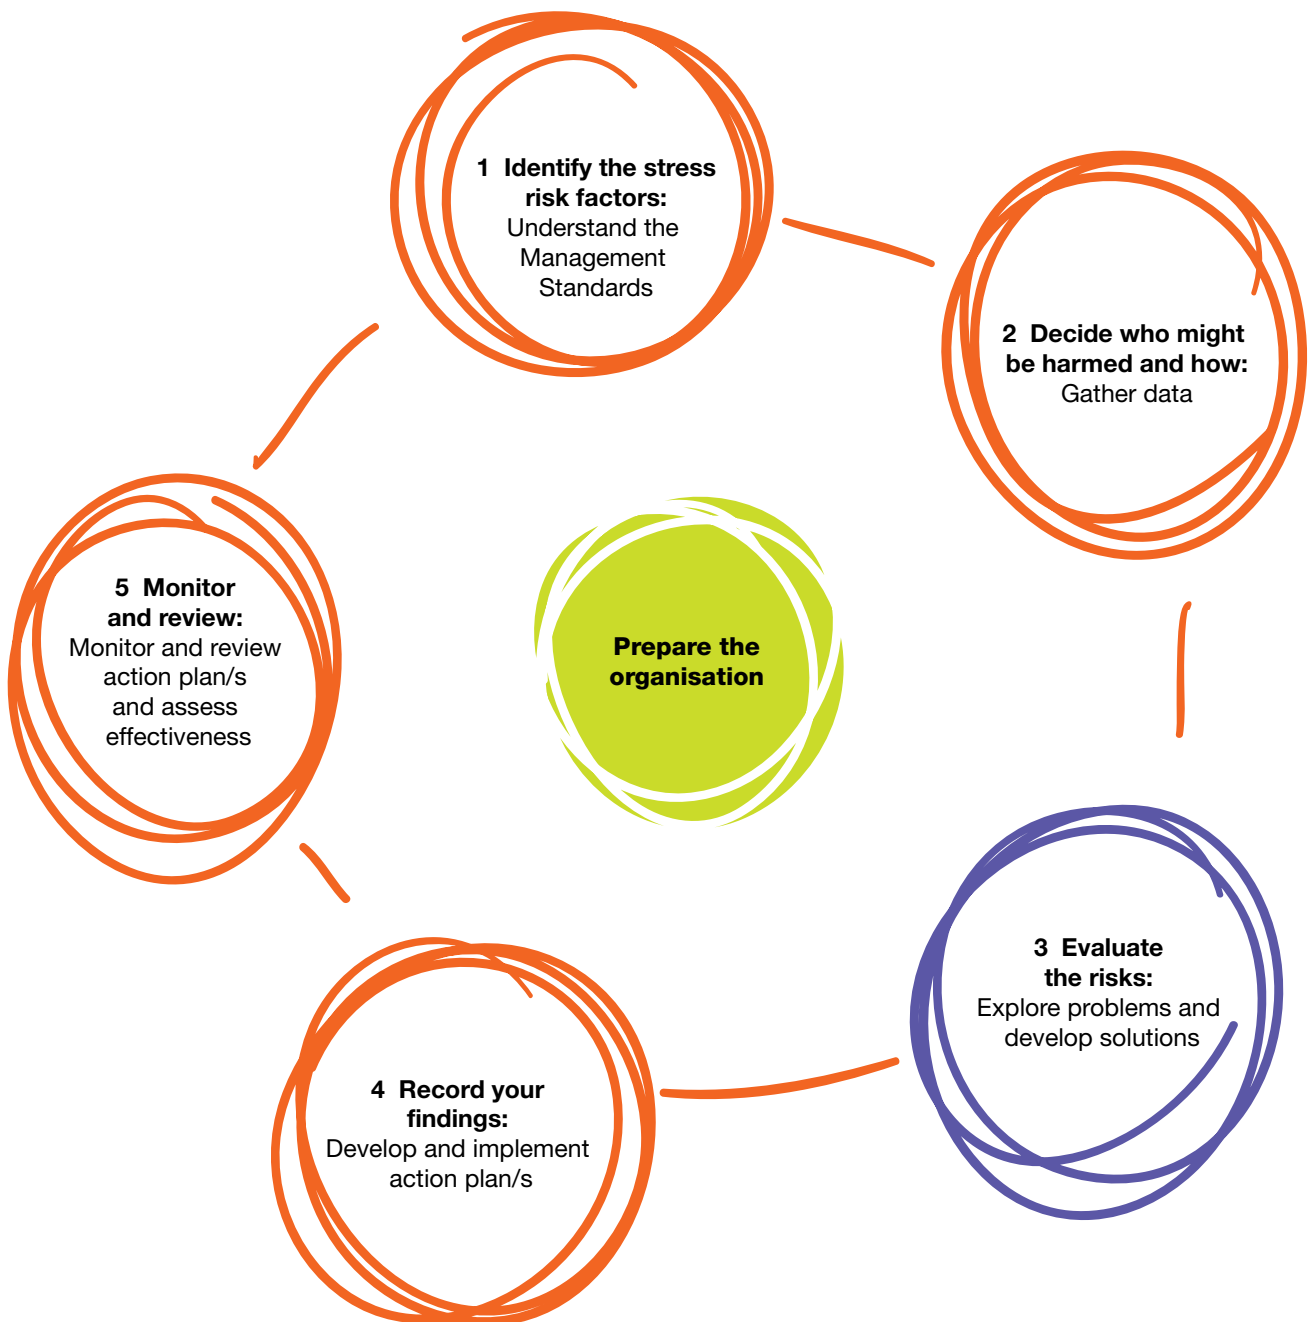 1 Identify the stress
risk factors:
Understand the
Management
Standards
2 Decide who might
be harmed and how:
Gather data
3 Evaluate
the risks:
Explore problems and
develop solutions
4 Record your
findings:
Develop and implement
action plan/s
5 Monitor
and review:
Monitor and review
action plan/s
and assess
effectiveness
Prepare the
organisation